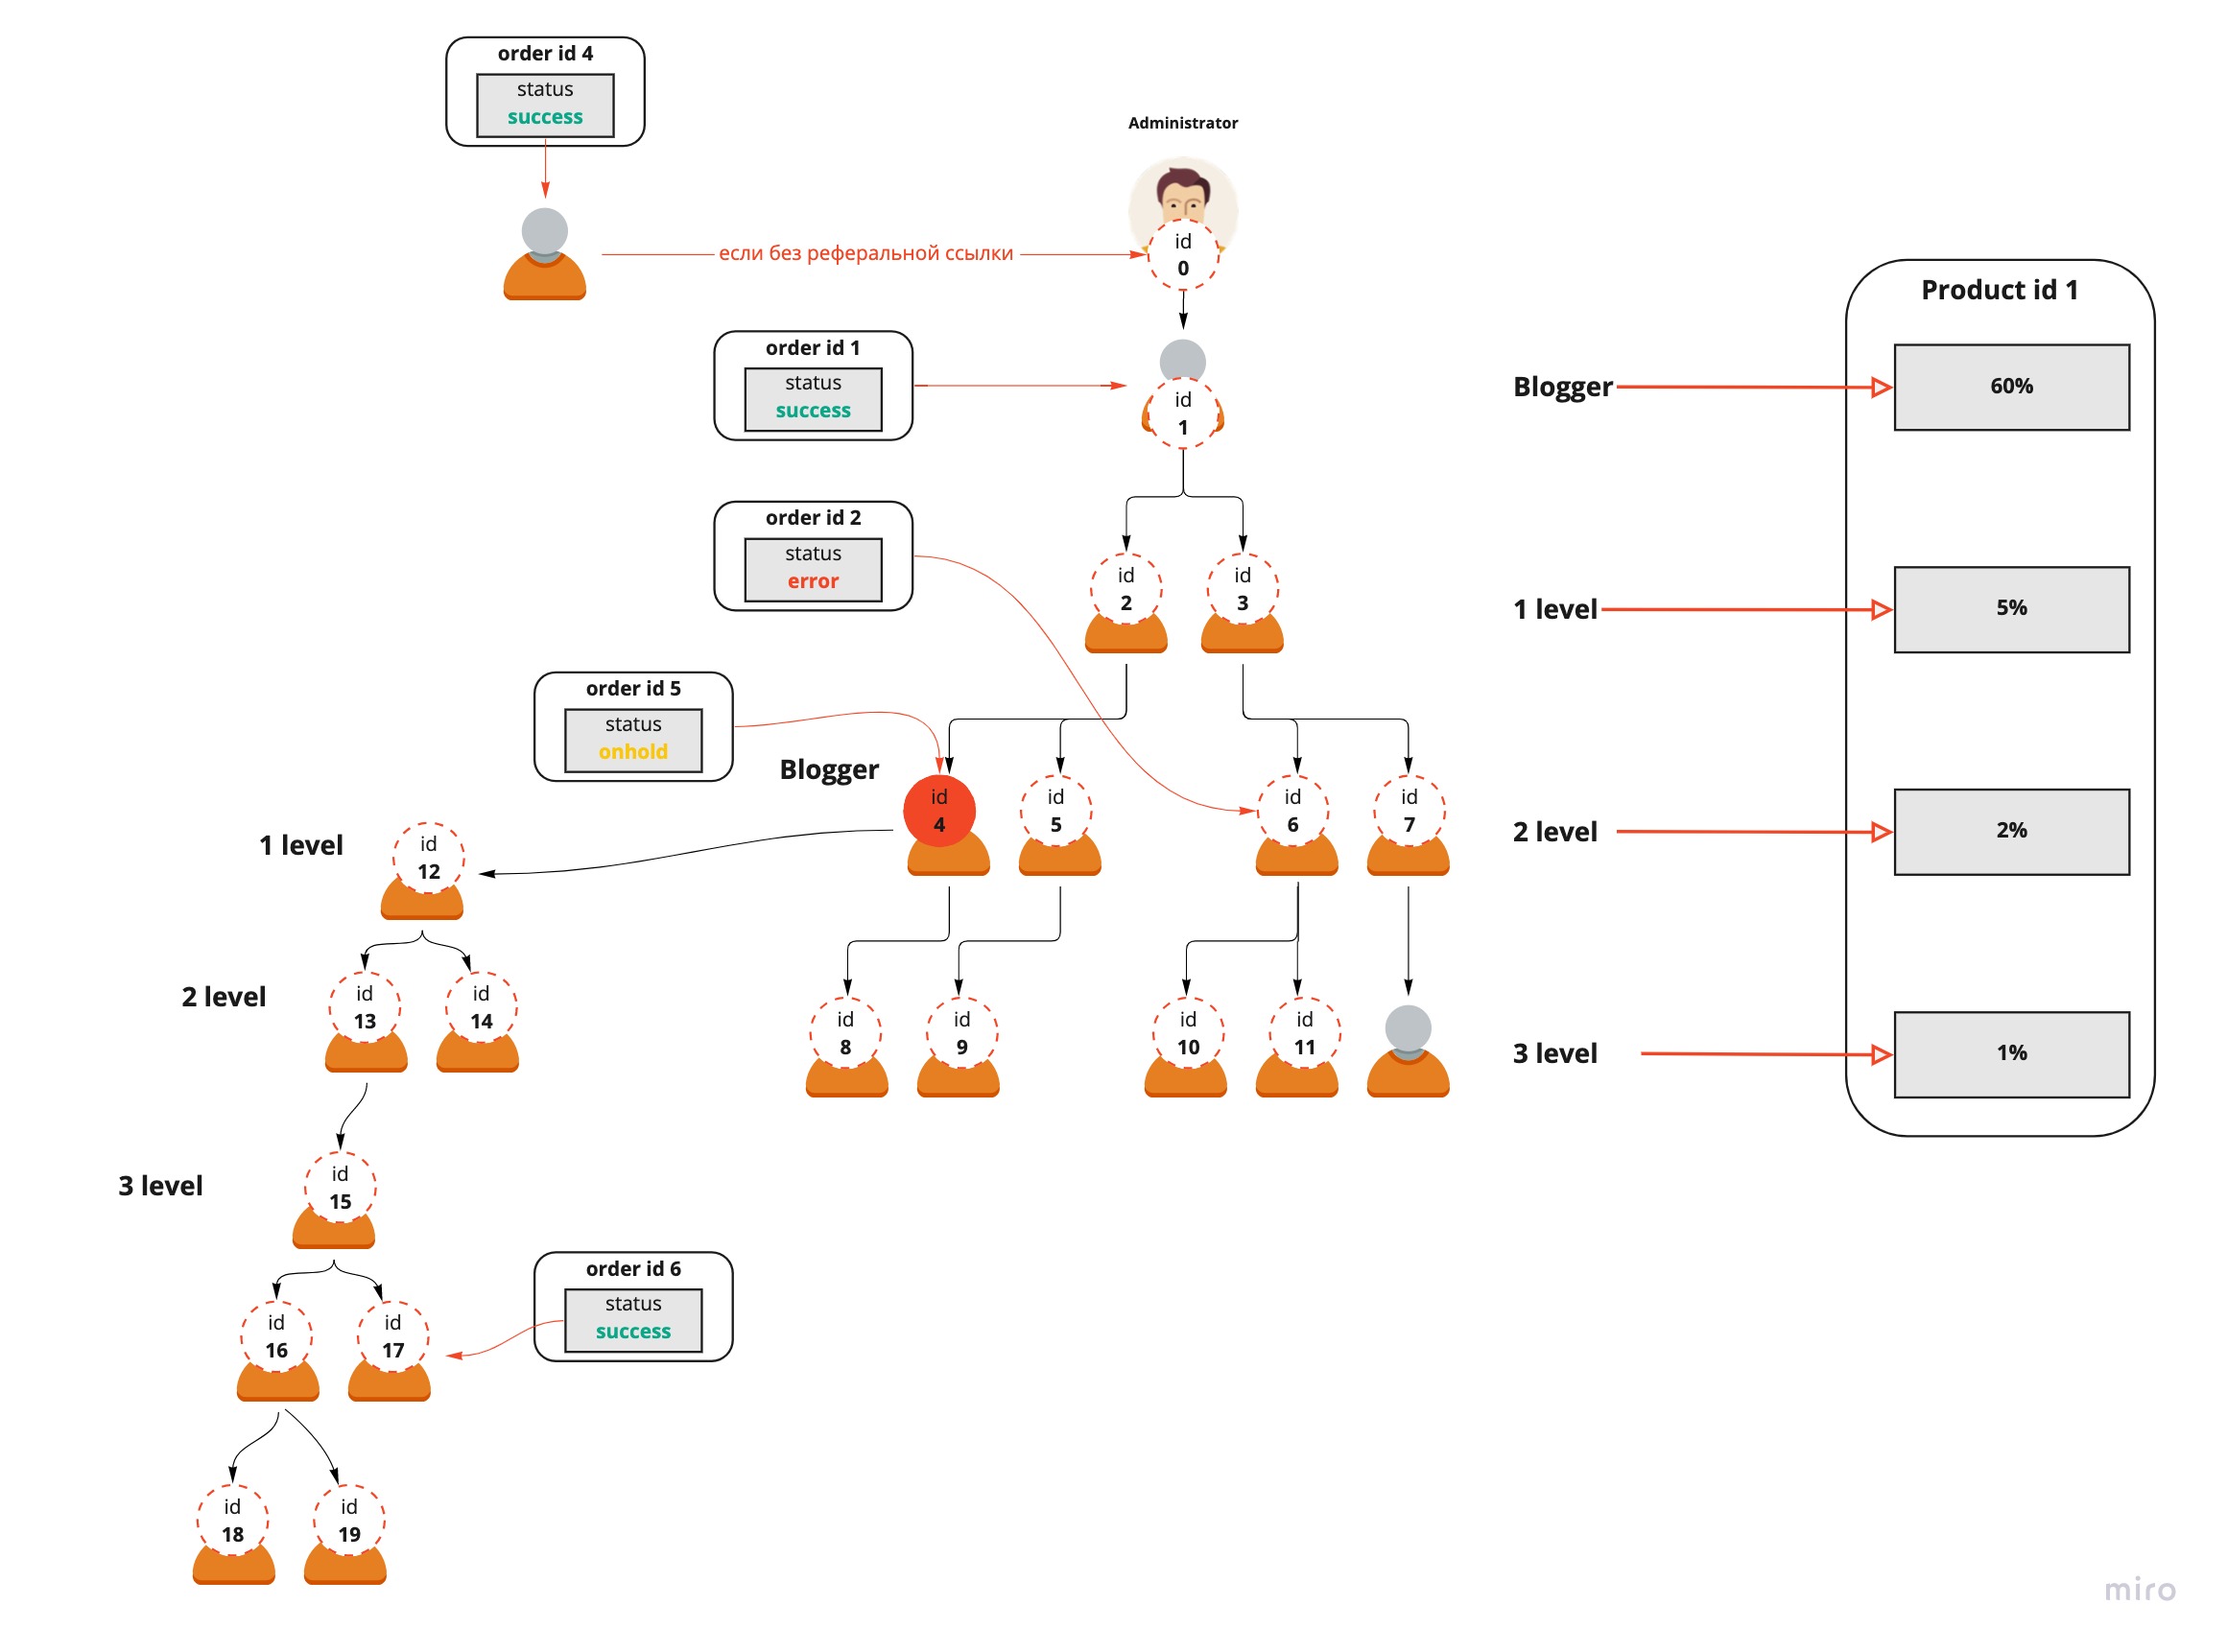 order id 4
status
success
Administrator
если без реферальной ссылки
id
0
Product id 1
order id 1
status
success
id
1
Blogger
60%
order id 2
status
error
id
2
id
3
1 level
5%
order id 5
status
onhold
Blogger
id
4
id
5
id
6
id
7
2 level
2%
1 level
id
12
2 level
id
13
id
14
id
8
id
9
id
10
id
11
3 level
1%
3 level
id
15
order id 6
status
success
id
16
id
17
id
18
id
19
miro